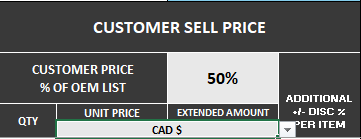 CUSTOMER SELL PRICE
CUSTOMER PRICE
% OF OEM LIST
50%
ADDITIONAL
+/- DISC %
PER ITEM
QTY
UNIT PRICE
EXTENDED AMOUNT
CAD $